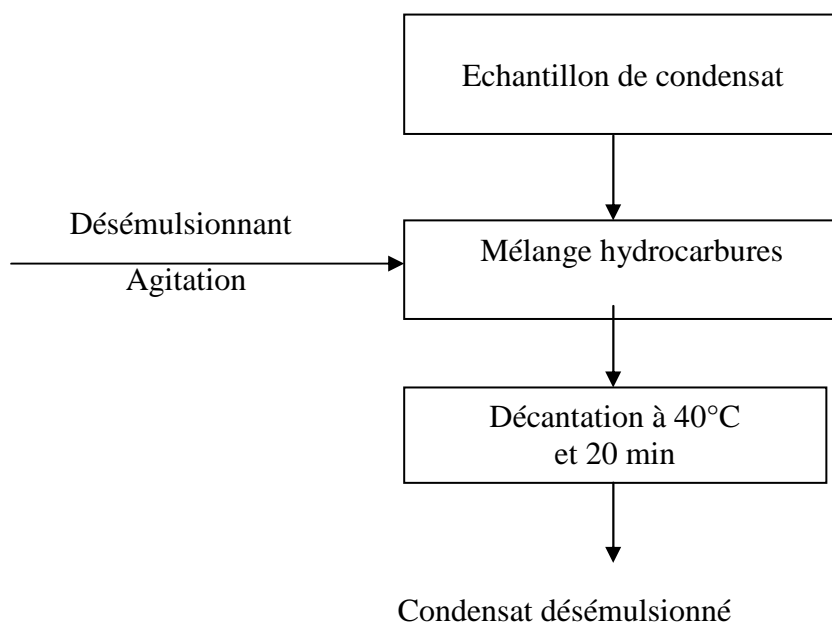 Echantillon de condensat
Désémulsionnant
Agitation
Mélange hydrocarbures
Décantation à 40°C
et 20 min
Condensat désémulsionné